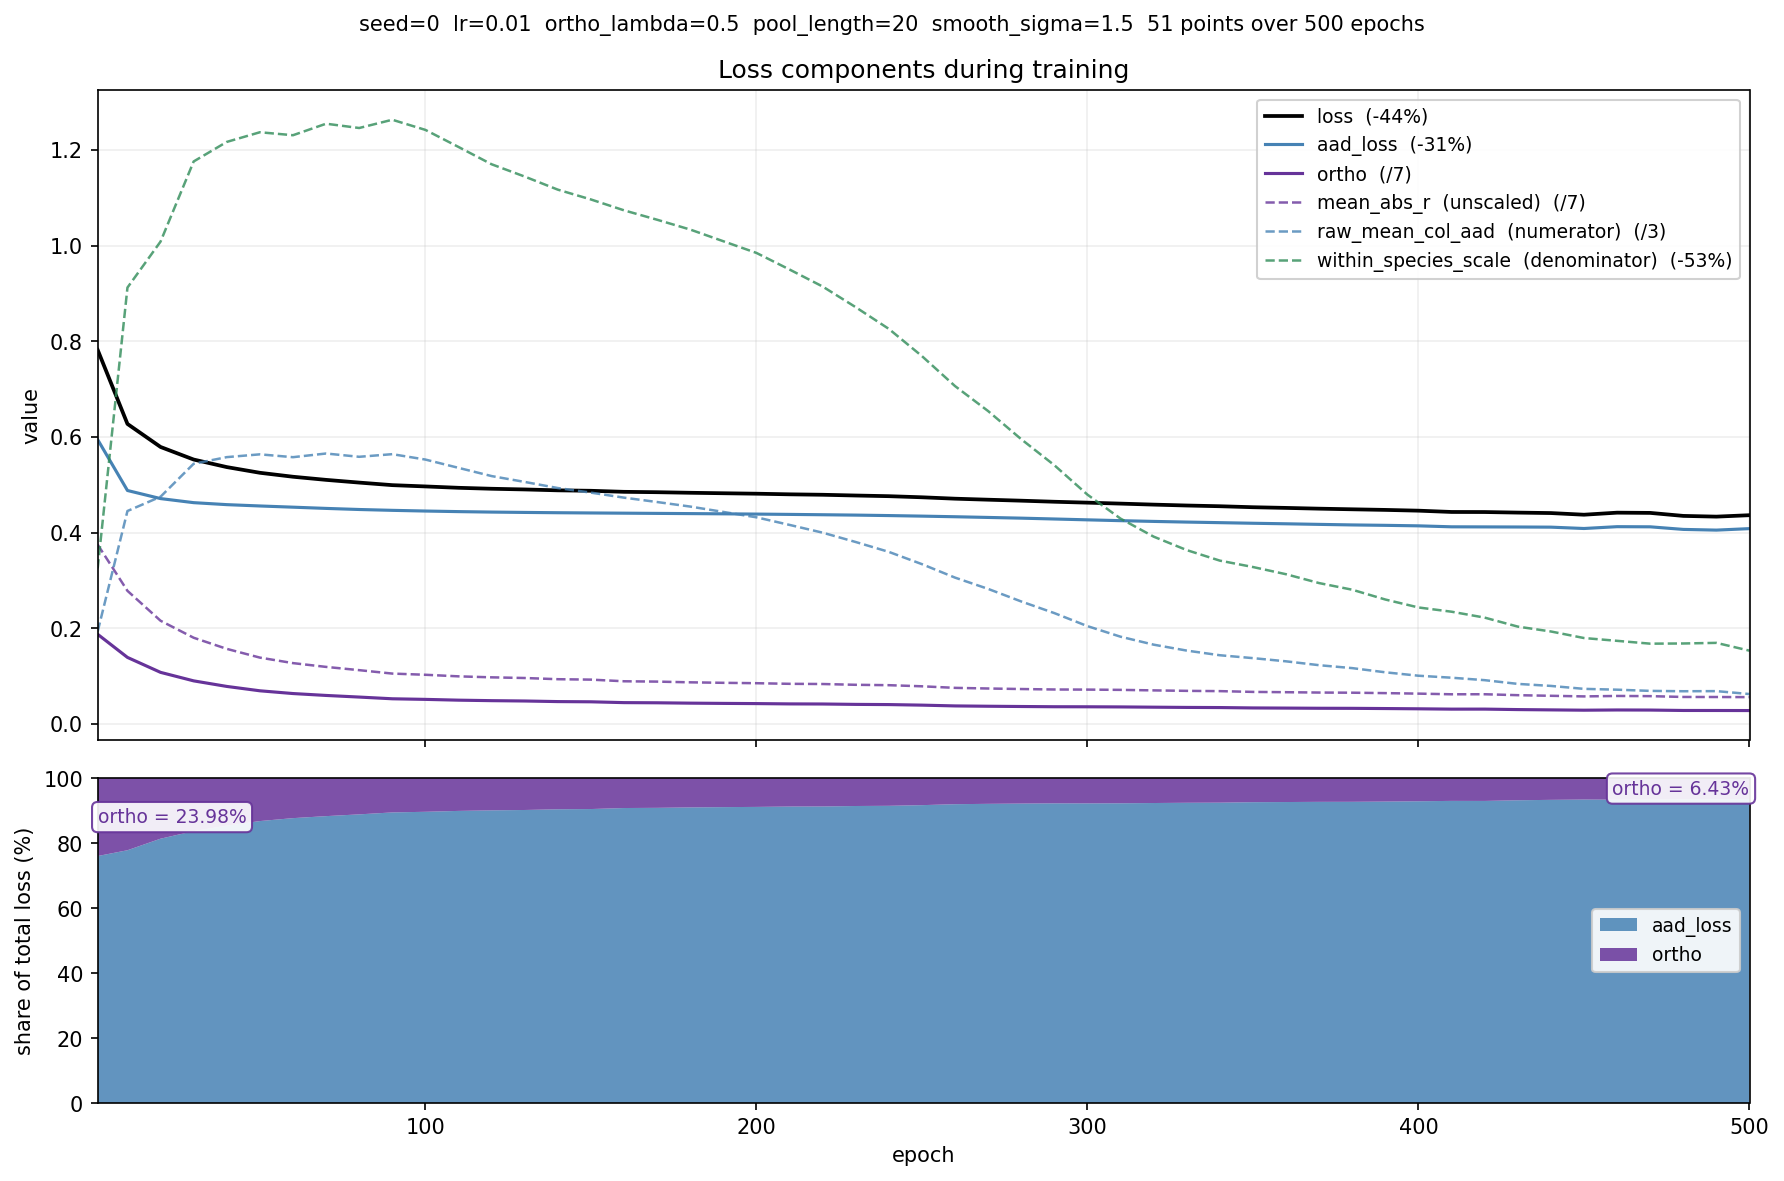 seed=0  lr=0.01  ortho_lambda=0.5  pool_length=20  smooth_sigma=1.5  51 points over 500 epochs
Loss components during training
loss  (-44%)
aad_loss  (-31%)
ortho  (/7)
mean_abs_r  (unscaled)  (/7)
raw_mean_col_aad  (numerator)  (/3)
within_species_scale  (denominator)  (-53%)
value
1.2
1.0
0.8
0.6
0.4
0.2
0.0
share of total loss (%)
100
80
60
40
20
0
ortho = 23.98%
ortho = 6.43%
aad_loss
ortho
100
200
300
400
500
epoch